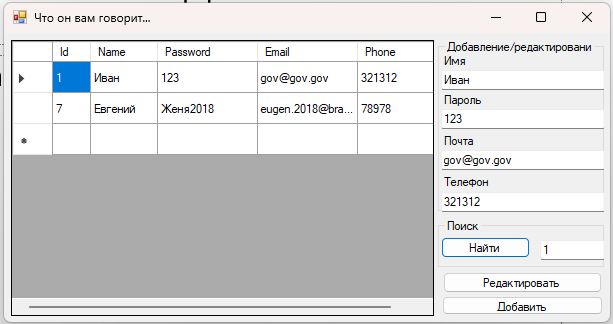 Что он вам говорит...
Id Name Password Email Phone
1 Иван 123 gov@gov.gov 321312
7 Евгений Женя2018 eugen.2018@bra... 78978
Добавление/редактировани
Имя
Иван
Пароль
123
Почта
gov@gov.gov
Телефон
321312
Поиск
Найти 1
Редактировать
Добавить